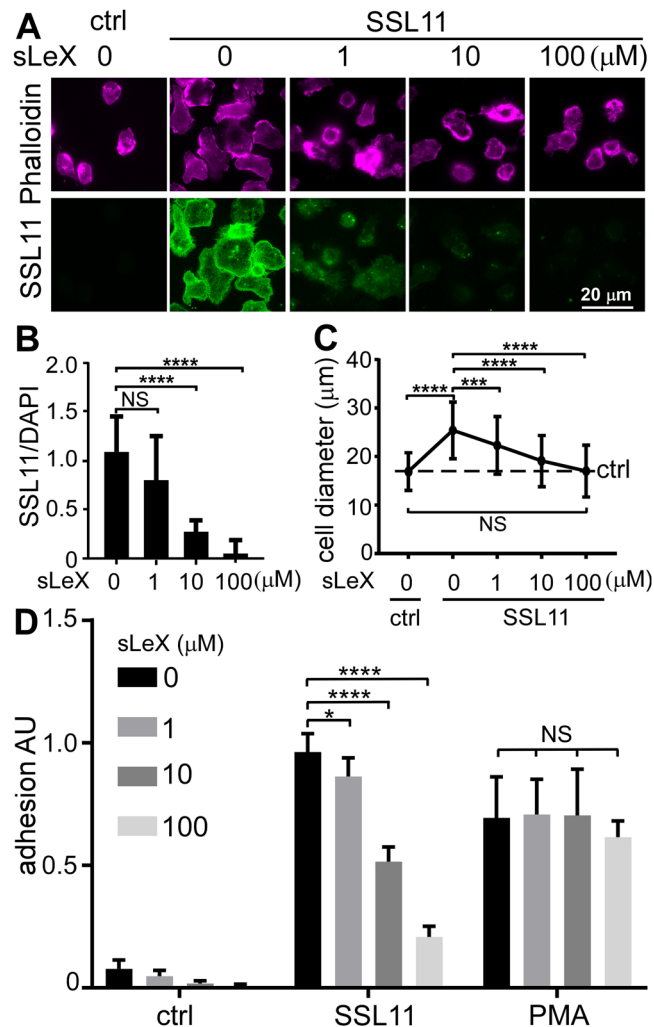 A ctrl SSL11
sLeX 0 0 1 10 100 (μM)
Phalloidin
SSL11
20 μm
B
2.0
1.5
1.0
0.5
0
SSL11/DAPI
****
****
NS
sLeX 0 1 10 100 (μM)
C
40
30
20
10
0
cell diameter (μm)
****
****
**** ***
ctrl
NS
sLeX 0 0 1 10 100 (μM)
ctrl SSL11
D
1.5
1.0
0.5
0
adhesion AU
sLeX (μM)
0
1
10
100
****
****
*
NS
ctrl SSL11 PMA